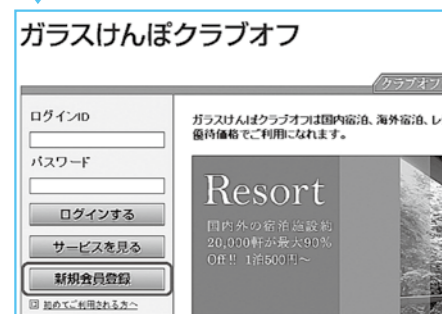 ガラスけんぽクラブオフ
クラブオフ
ログインID
パスワード
ログインする
サービスを見る
新規会員登録
初めてご利用される方へ
ガラスけんぽクラブオフは国内宿泊、海外宿泊、レ
優待価格でご利用になれます。
Resort
国内外の宿泊施設約
20,000軒が最大90%
Off!! 1泊500円〜